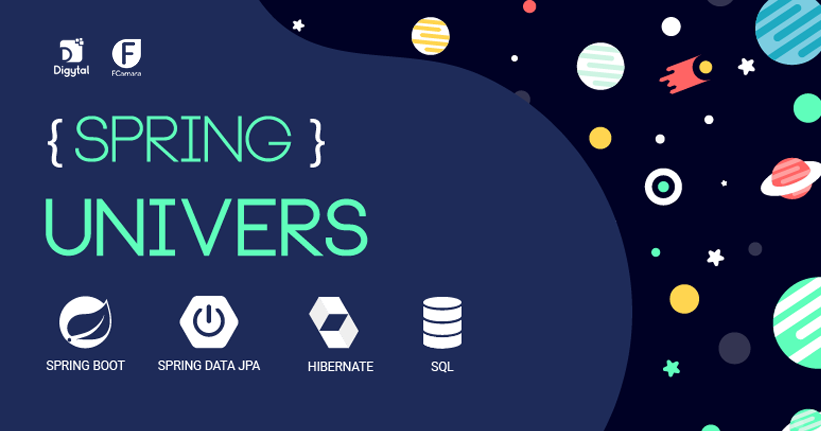 Digytal
FCamara
{ SPRING }
UNIVERS
SPRING BOOT SPRING DATA JPA HIBERNATE SQL